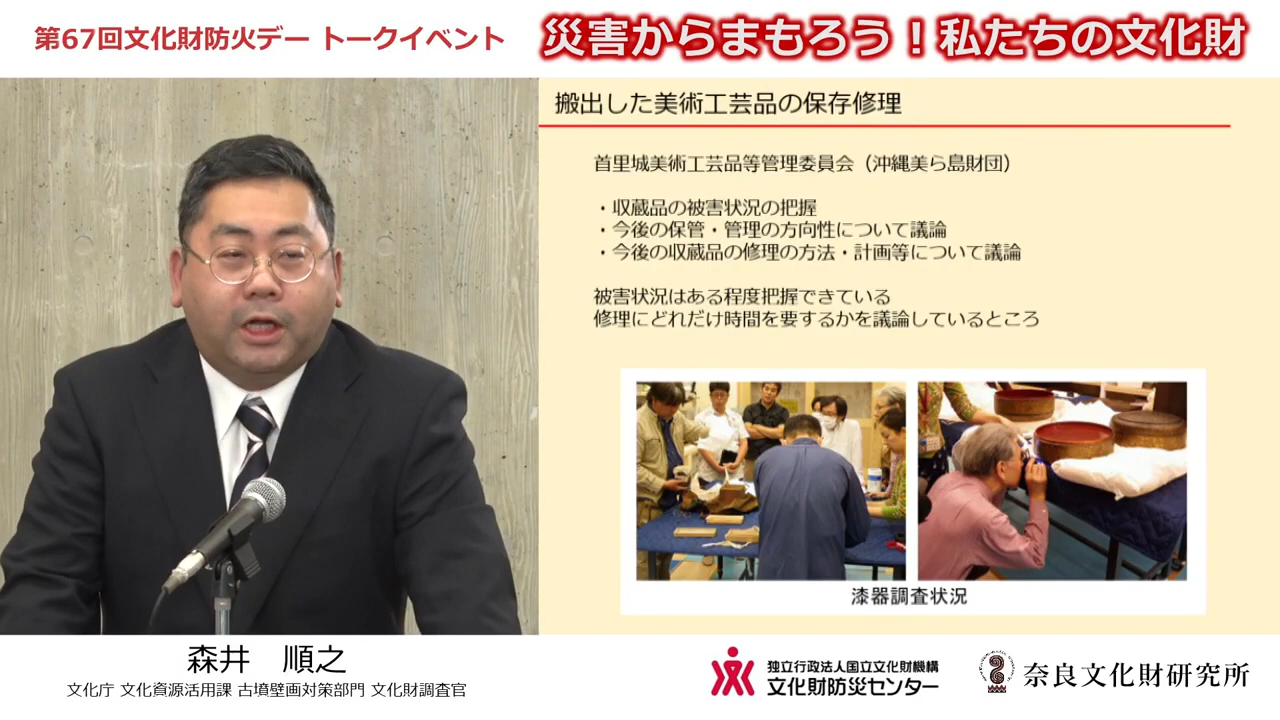 第67回文化財防火デー トークイベント
災害からまもろう！私たちの文化財
搬出した美術工芸品の保存修理
首里城美術工芸品等管理委員会（沖縄美ら島財団）
・収蔵品の被害状況の把握
・今後の保管・管理の方向性について議論
・今後の収蔵品の修理の方法・計画等について議論
被害状況はある程度把握できている
修理にどれだけ時間を要するかを議論しているところ
漆器調査状況
森井　順之
文化庁 文化資源活用課 古墳壁画対策部門 文化財調査官
独立行政法人国立文化財機構
文化財防災センター
奈良文化財研究所